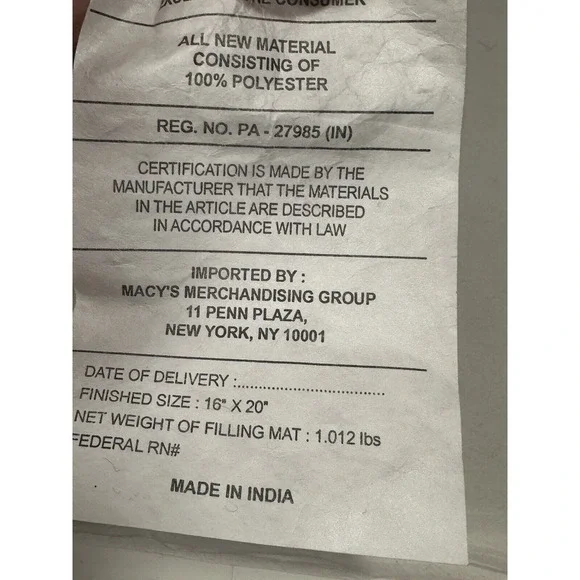 CONSUMER
ALL NEW MATERIAL
CONSISTING OF
100% POLYESTER
REG. NO. PA - 27985 (IN)
CERTIFICATION IS MADE BY THE
MANUFACTURER THAT THE MATERIALS
IN THE ARTICLE ARE DESCRIBED
IN ACCORDANCE WITH LAW
IMPORTED BY :
MACY'S MERCHANDISING GROUP
11 PENN PLAZA,
NEW YORK, NY 10001
DATE OF DELIVERY :..................................
FINISHED SIZE : 16" X 20"
NET WEIGHT OF FILLING MAT : 1.012 lbs
FEDERAL RN#
MADE IN INDIA